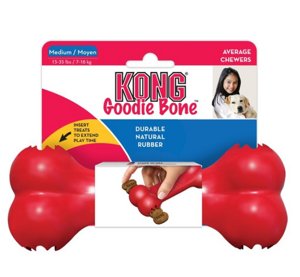 Medium / Moyen
15-35 lbs / 7-16 kg
AVERAGE
CHEWERS
KONG
Goodie Bone™
INSERT
TREATS
TO EXTEND
PLAY TIME
DURABLE
NATURAL
RUBBER